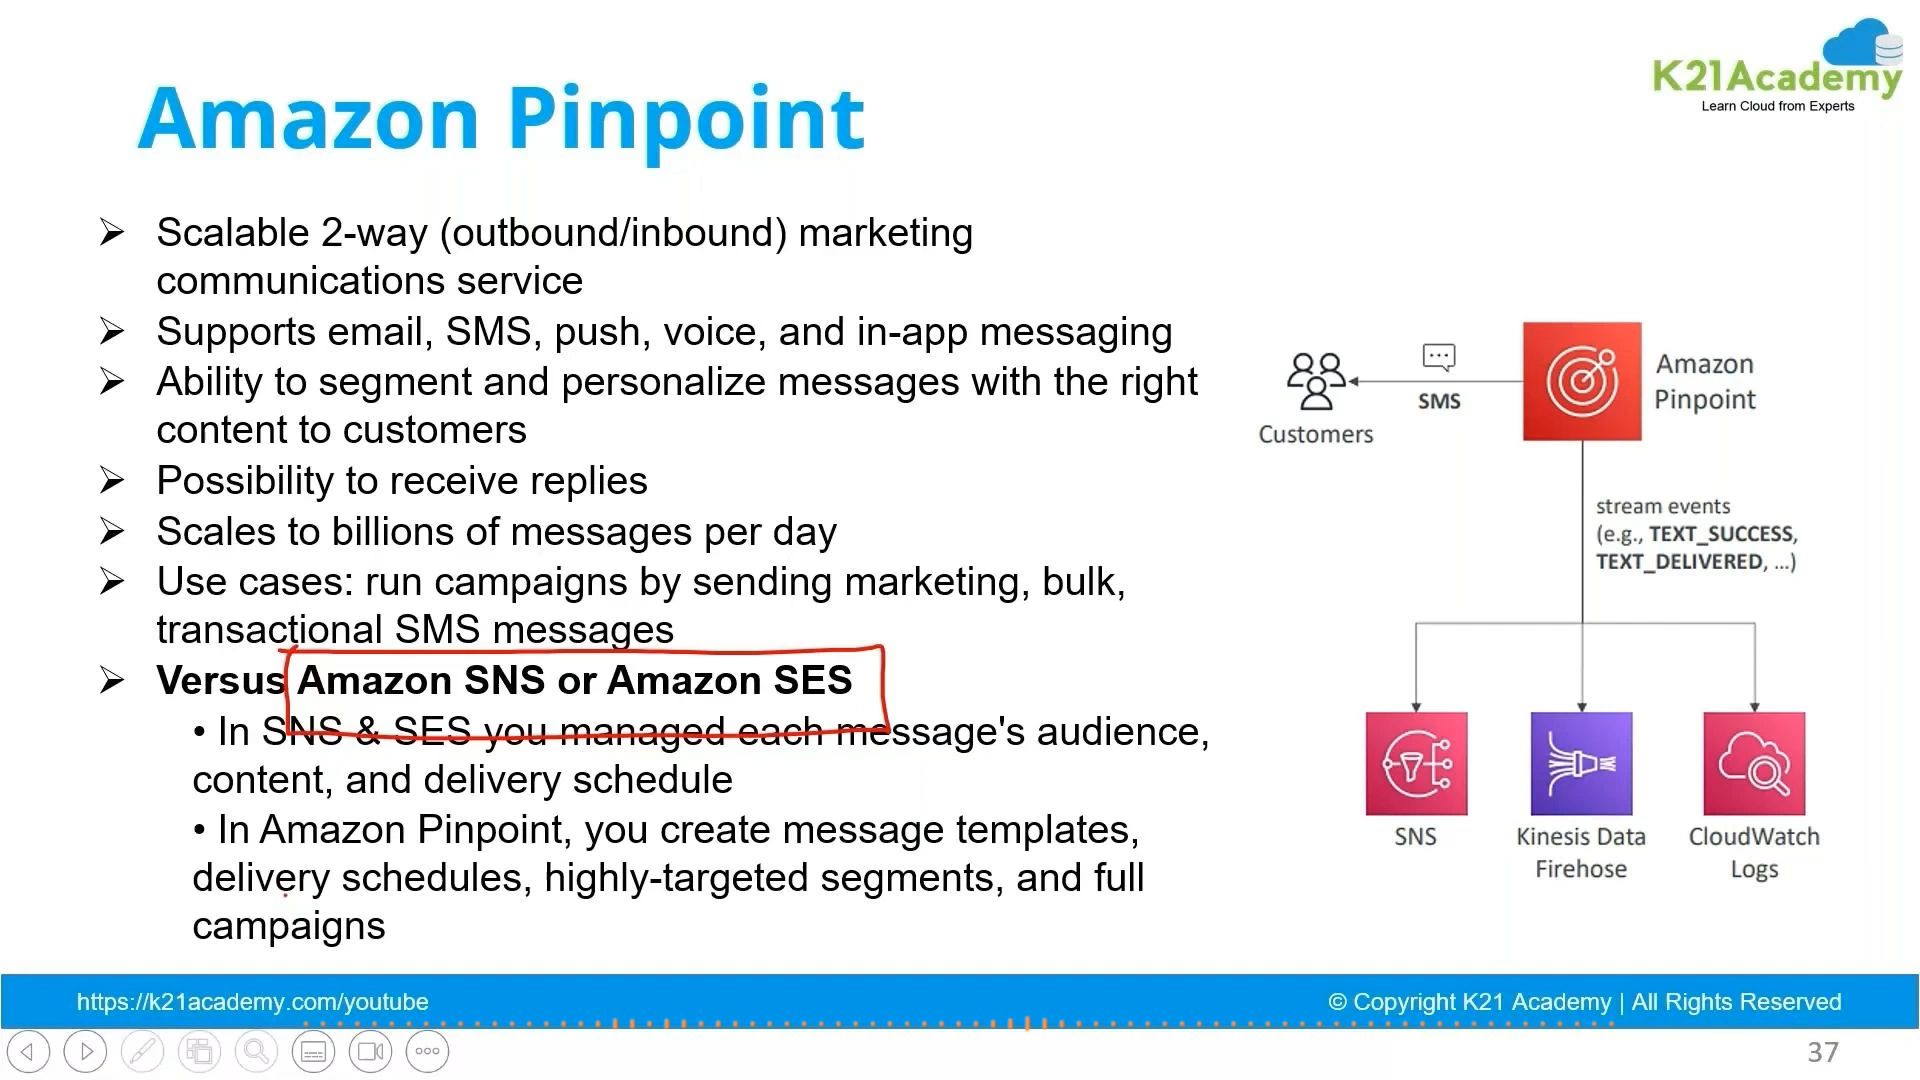 K21Academy
Learn Cloud from Experts
Amazon Pinpoint
➢ Scalable 2-way (outbound/inbound) marketing
communications service
➢ Supports email, SMS, push, voice, and in-app messaging
➢ Ability to segment and personalize messages with the right
content to customers
➢ Possibility to receive replies
➢ Scales to billions of messages per day
➢ Use cases: run campaigns by sending marketing, bulk,
transactional SMS messages
➢ Versus Amazon SNS or Amazon SES
• In SNS & SES you managed each message's audience,
content, and delivery schedule
• In Amazon Pinpoint, you create message templates,
delivery schedules, highly-targeted segments, and full
campaigns
Customers
SMS
Amazon
Pinpoint
stream events
(e.g., TEXT_SUCCESS,
TEXT_DELIVERED, ...)
SNS
Kinesis Data
Firehose
CloudWatch
Logs
https://k21academy.com/youtube
© Copyright K21 Academy | All Rights Reserved
37